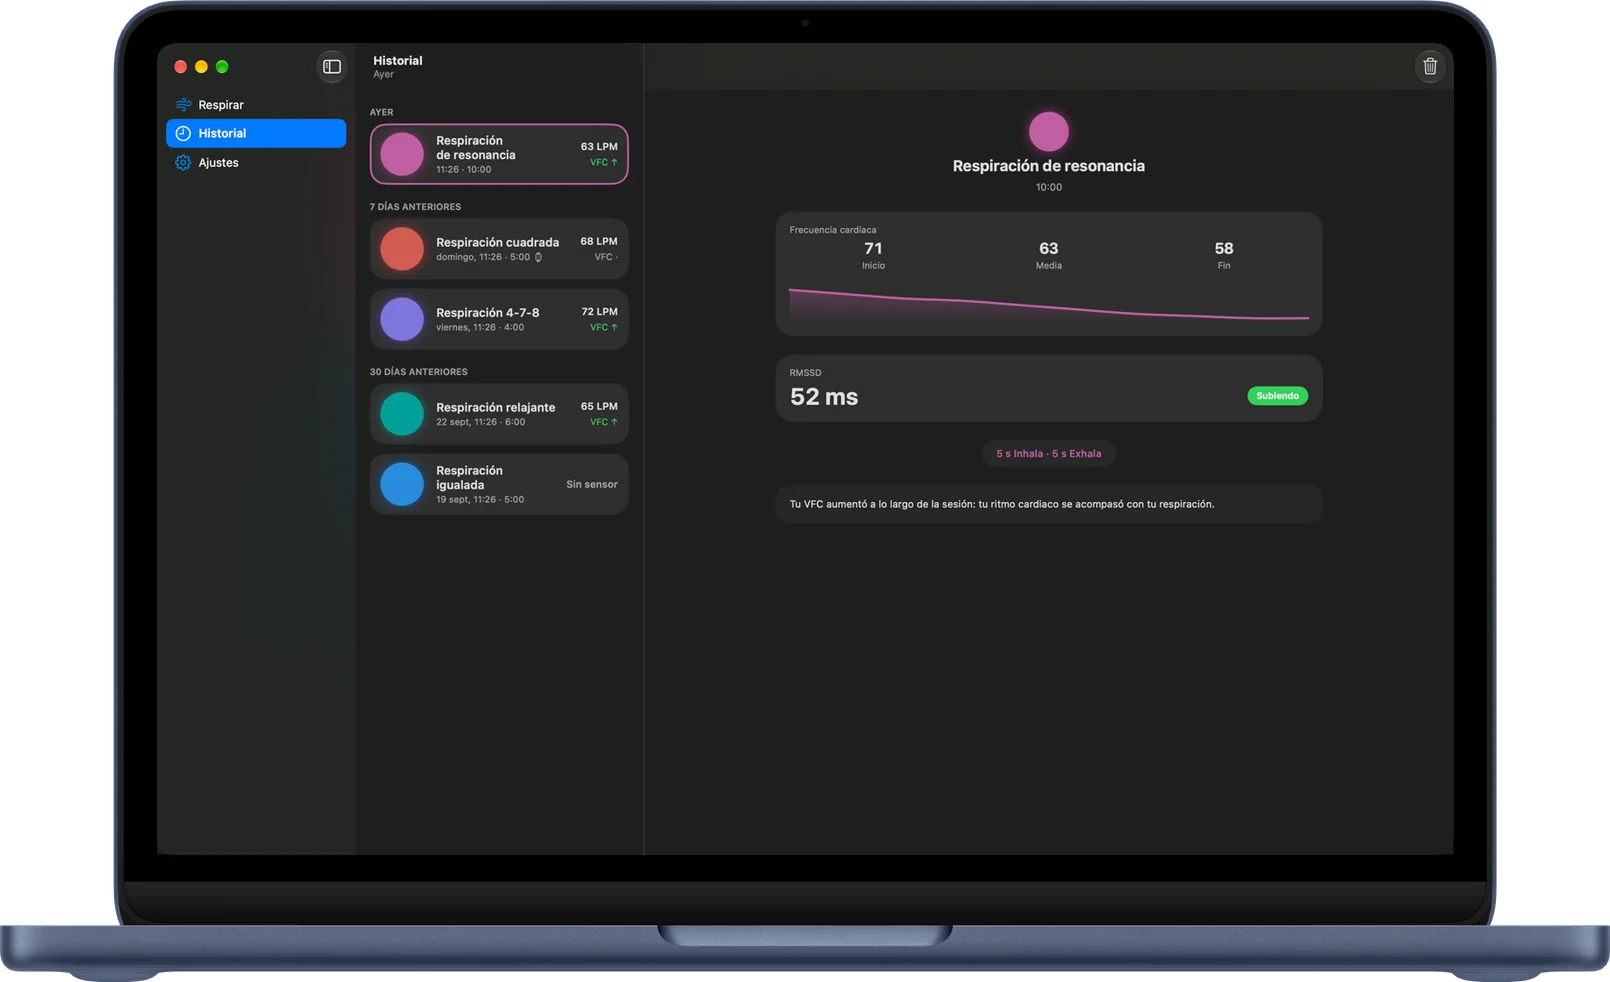 Respirar
Historial
Ajustes
Historial
Ayer
AYER
Respiración
de resonancia
11:26 · 10:00
63 LPM
VFC ↑
7 DÍAS ANTERIORES
Respiración cuadrada
domingo, 11:26 · 5:00
68 LPM
VFC ·
Respiración 4-7-8
viernes, 11:26 · 4:00
72 LPM
VFC ↑
30 DÍAS ANTERIORES
Respiración relajante
22 sept, 11:26 · 6:00
65 LPM
VFC ↑
Respiración
igualada
19 sept, 11:26 · 5:00
Sin sensor
Respiración de resonancia
10:00
Frecuencia cardiaca
71
Inicio
63
Media
58
Fin
RMSSD
52 ms
Subiendo
5 s Inhala · 5 s Exhala
Tu VFC aumentó a lo largo de la sesión: tu ritmo cardiaco se acompasó con tu respiración.